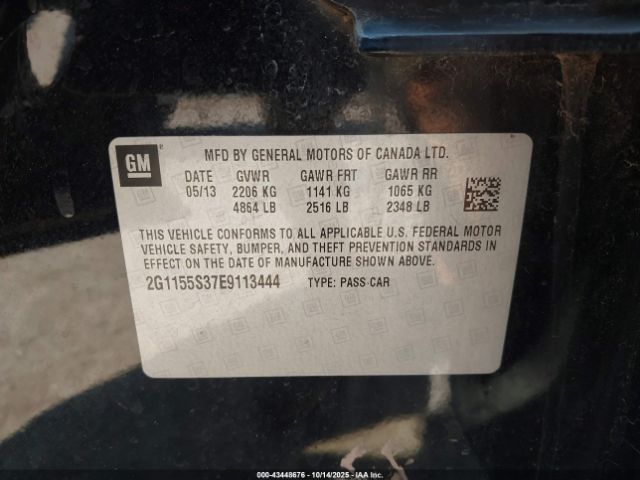 GM
MFD BY GENERAL MOTORS OF CANADA LTD.
DATE GVWR GAWR FRT GAWR RR
05/13 2206 KG 1141 KG 1065 KG
4864 LB 2516 LB 2348 LB
THIS VEHICLE CONFORMS TO ALL APPLICABLE U.S. FEDERAL MOTOR
VEHICLE SAFETY, BUMPER, AND THEFT PREVENTION STANDARDS IN
EFFECT ON THE DATE OF MANUFACTURE SHOWN ABOVE.
2G1155S37E9113444 TYPE: PASS CAR
000-43448676 - 10/14/2025 - IAA Inc.